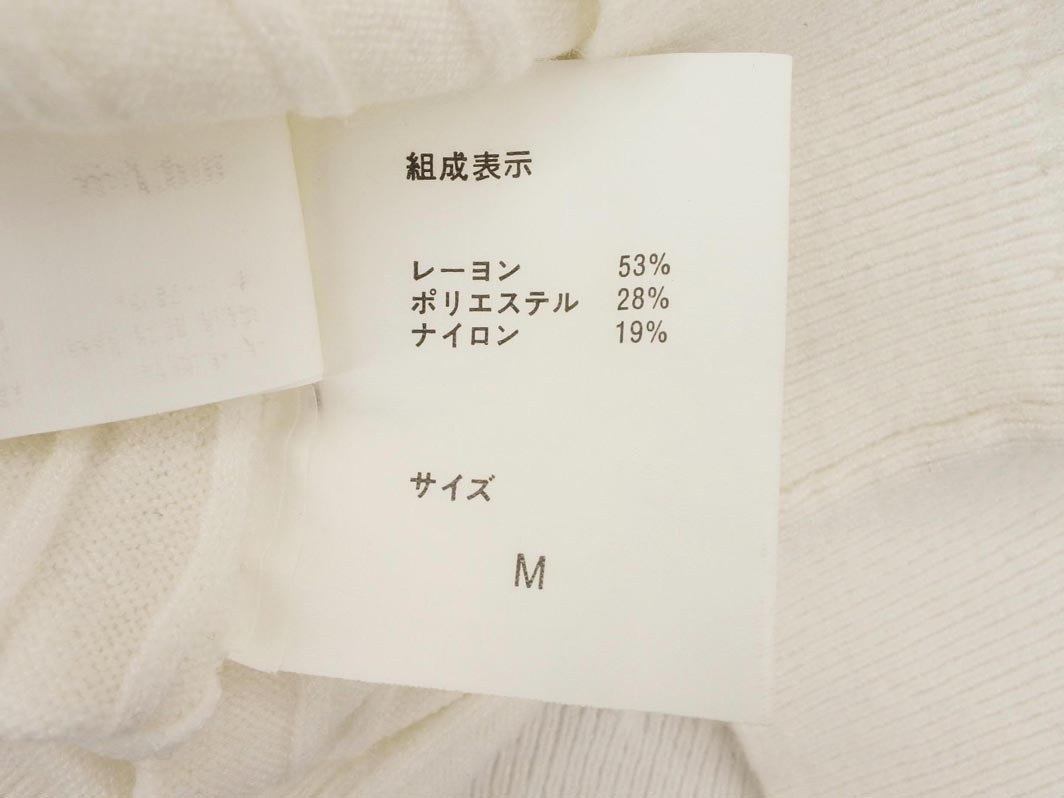 組成表示
レーヨン 53%
ポリエステル 28%
ナイロン 19%
サイズ
M